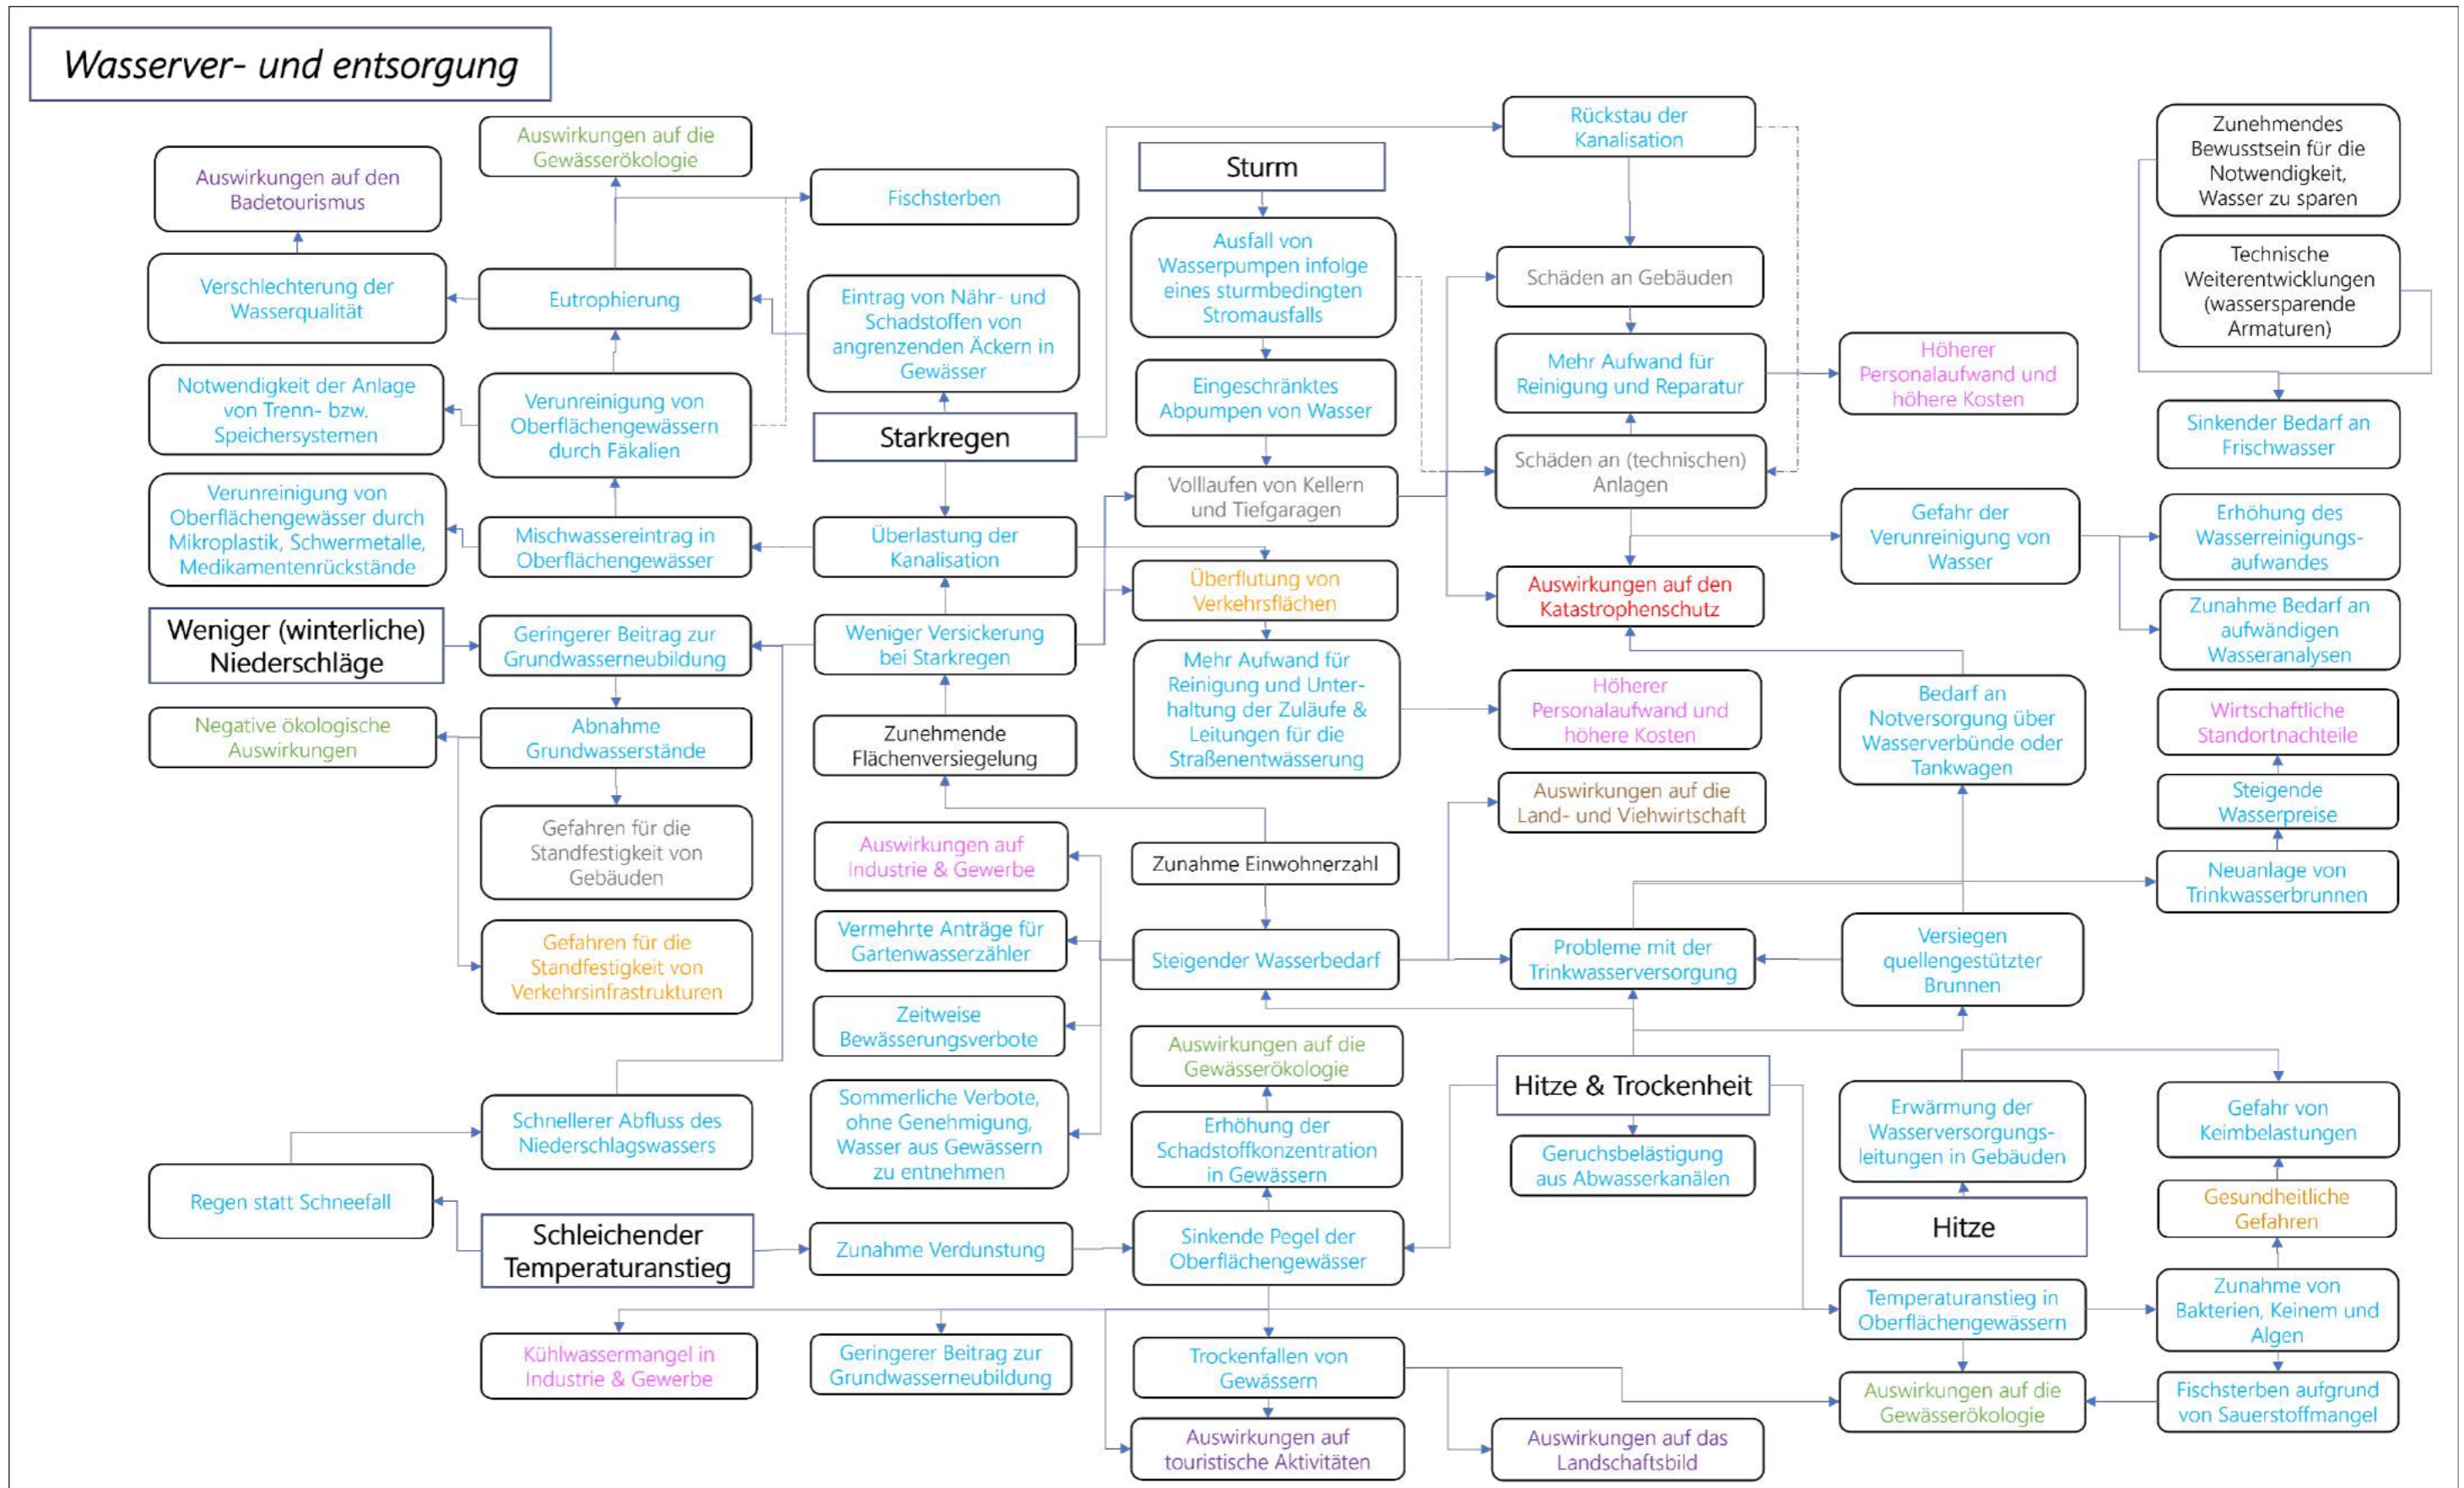 Wasserver- und entsorgung
Auswirkungen auf den
Badetourismus
Verschlechterung der
Wasserqualität
Notwendigkeit der Anlage
von Trenn- bzw.
Speichersystemen
Verunreinigung von
Oberflächengewässer durch
Mikroplastik, Schwermetalle,
Medikamentenrückstände
Weniger (winterliche)
Niederschläge
Negative ökologische
Auswirkungen
Regen statt Schneefall
Auswirkungen auf die
Gewässerökologie
Eutrophierung
Verunreinigung von
Oberflächengewässern
durch Fäkalien
Mischwassereintrag in
Oberflächengewässer
Geringerer Beitrag zur
Grundwasserneubildung
Abnahme
Grundwasserstände
Gefahren für die
Standfestigkeit von
Gebäuden
Gefahren für die
Standfestigkeit von
Verkehrsinfrastrukturen
Schnellerer Abfluss des
Niederschlagswassers
Schleichender
Temperaturanstieg
Kühlwassermangel in
Industrie & Gewerbe
Fischsterben
Eintrag von Nähr- und
Schadstoffen von
angrenzenden Äckern in
Gewässer
Starkregen
Überlastung der
Kanalisation
Weniger Versickerung
bei Starkregen
Zunehmende
Flächenversiegelung
Auswirkungen auf
Industrie & Gewerbe
Vermehrte Anträge für
Gartenwasserzähler
Zeitweise
Bewässerungsverbote
Sommerliche Verbote,
ohne Genehmigung,
Wasser aus Gewässern
zu entnehmen
Zunahme Verdunstung
Geringerer Beitrag zur
Grundwasserneubildung
Sturm
Ausfall von
Wasserpumpen infolge
eines sturmbedingten
Stromausfalls
Eingeschränktes
Abpumpen von Wasser
Volllaufen von Kellern
und Tiefgaragen
Überflutung von
Verkehrsflächen
Mehr Aufwand für
Reinigung und Unter-
haltung der Zuläufe &
Leitungen für die
Straßenentwässerung
Zunahme Einwohnerzahl
Steigender Wasserbedarf
Auswirkungen auf die
Gewässerökologie
Erhöhung der
Schadstoffkonzentration
in Gewässern
Sinkende Pegel der
Oberflächengewässer
Trockenfallen von
Gewässern
Auswirkungen auf
touristische Aktivitäten
Rückstau der
Kanalisation
Schäden an Gebäuden
Mehr Aufwand für
Reinigung und Reparatur
Schäden an (technischen)
Anlagen
Auswirkungen auf den
Katastrophenschutz
Höherer
Personalaufwand und
höhere Kosten
Auswirkungen auf die
Land- und Viehwirtschaft
Probleme mit der
Trinkwasserversorgung
Hitze & Trockenheit
Geruchsbelästigung
aus Abwasserkanälen
Auswirkungen auf das
Landschaftsbild
Höherer
Personalaufwand und
höhere Kosten
Gefahr der
Verunreinigung von
Wasser
Bedarf an
Notversorgung über
Wasserverbünde oder
Tankwagen
Versiegen
quellengestützter
Brunnen
Erwärmung der
Wasserversorgungs-
leitungen in Gebäuden
Hitze
Temperaturanstieg in
Oberflächengewässern
Auswirkungen auf die
Gewässerökologie
Zunehmendes
Bewusstsein für die
Notwendigkeit,
Wasser zu sparen
Technische
Weiterentwicklungen
(wassersparende
Armaturen)
Sinkender Bedarf an
Frischwasser
Erhöhung des
Wasserreinigungs-
aufwandes
Zunahme Bedarf an
aufwändigen
Wasseranalysen
Wirtschaftliche
Standortnachteile
Steigende
Wasserpreise
Neuanlage von
Trinkwasserbrunnen
Gefahr von
Keimbelastungen
Gesundheitliche
Gefahren
Zunahme von
Bakterien, Keinem und
Algen
Fischsterben aufgrund
von Sauerstoffmangel